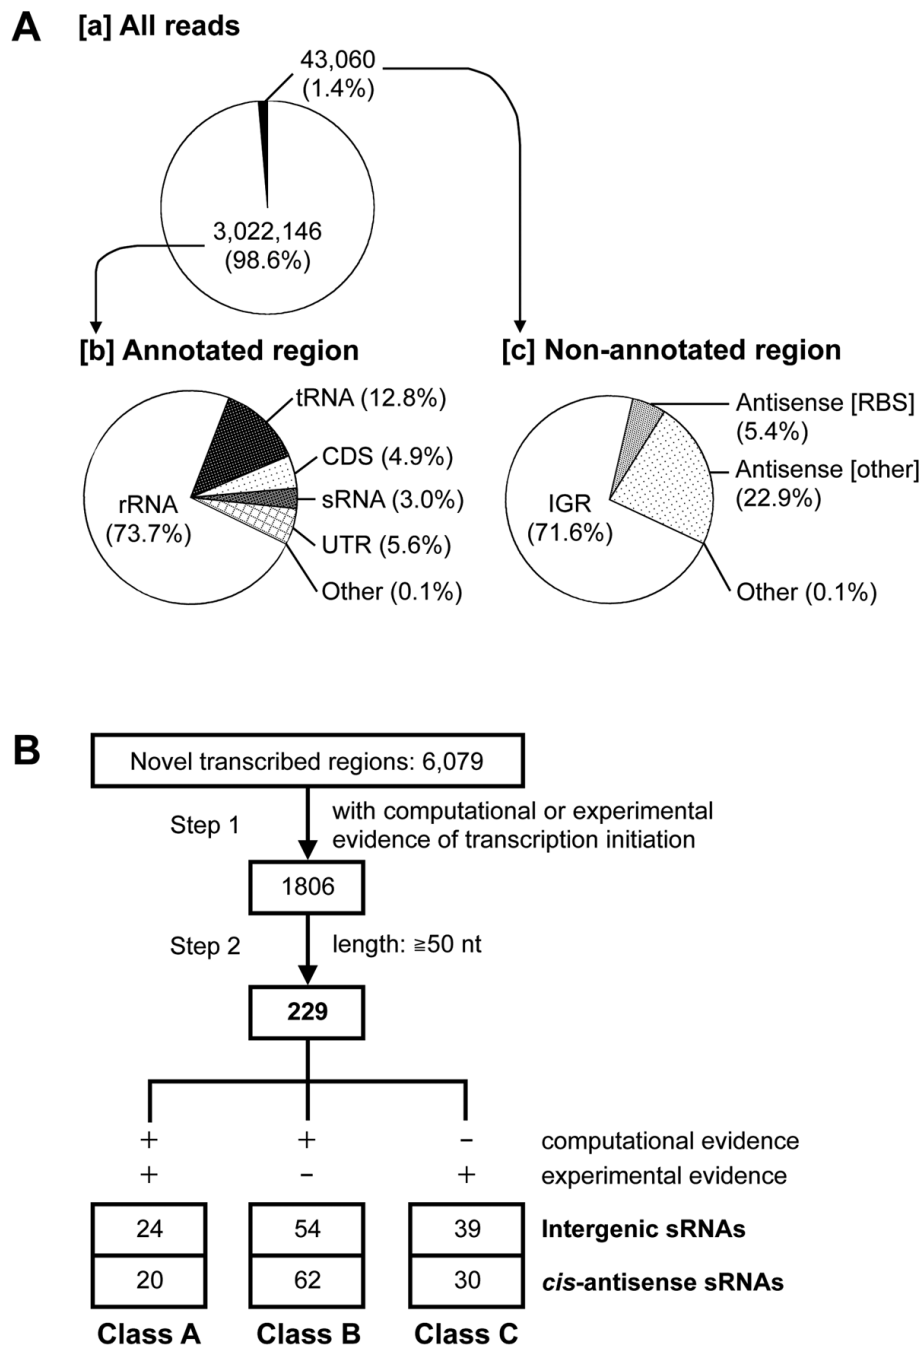 A [a] All reads
43,060
(1.4%)
3,022,146
(98.6%)
[b] Annotated region
rRNA
(73.7%)
tRNA (12.8%)
CDS (4.9%)
sRNA (3.0%)
UTR (5.6%)
Other (0.1%)
[c] Non-annotated region
IGR
(71.6%)
Antisense [RBS]
(5.4%)
Antisense [other]
(22.9%)
Other (0.1%)
B
Novel transcribed regions: 6,079
Step 1
with computational or experimental
evidence of transcription initiation
1806
Step 2
length: ≧50 nt
229
+ + − computational evidence
+ − + experimental evidence
24 54 39 Intergenic sRNAs
20 62 30 cis-antisense sRNAs
Class A Class B Class C